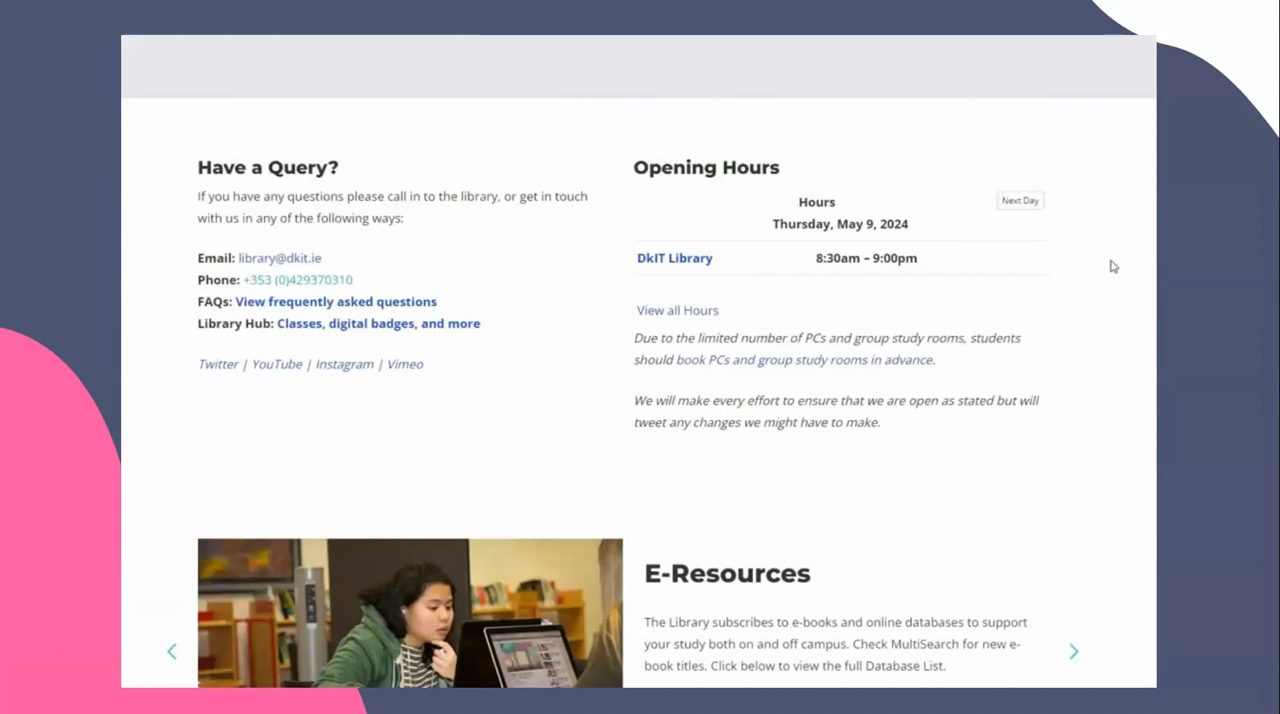 Have a Query?
If you have any questions please call in to the library, or get in touch
with us in any of the following ways:
Email: library@dkit.ie
Phone: +353 (0)429370310
FAQs: View frequently asked questions
Library Hub: Classes, digital badges, and more
Twitter | YouTube | Instagram | Vimeo
Opening Hours
Hours
Next Day
Thursday, May 9, 2024
DkIT Library 8:30am – 9:00pm
View all Hours
Due to the limited number of PCs and group study rooms, students
should book PCs and group study rooms in advance.
We will make every effort to ensure that we are open as stated but will
tweet any changes we might have to make.
E-Resources
The Library subscribes to e-books and online databases to support
your study both on and off campus. Check MultiSearch for new e-
book titles. Click below to view the full Database List.